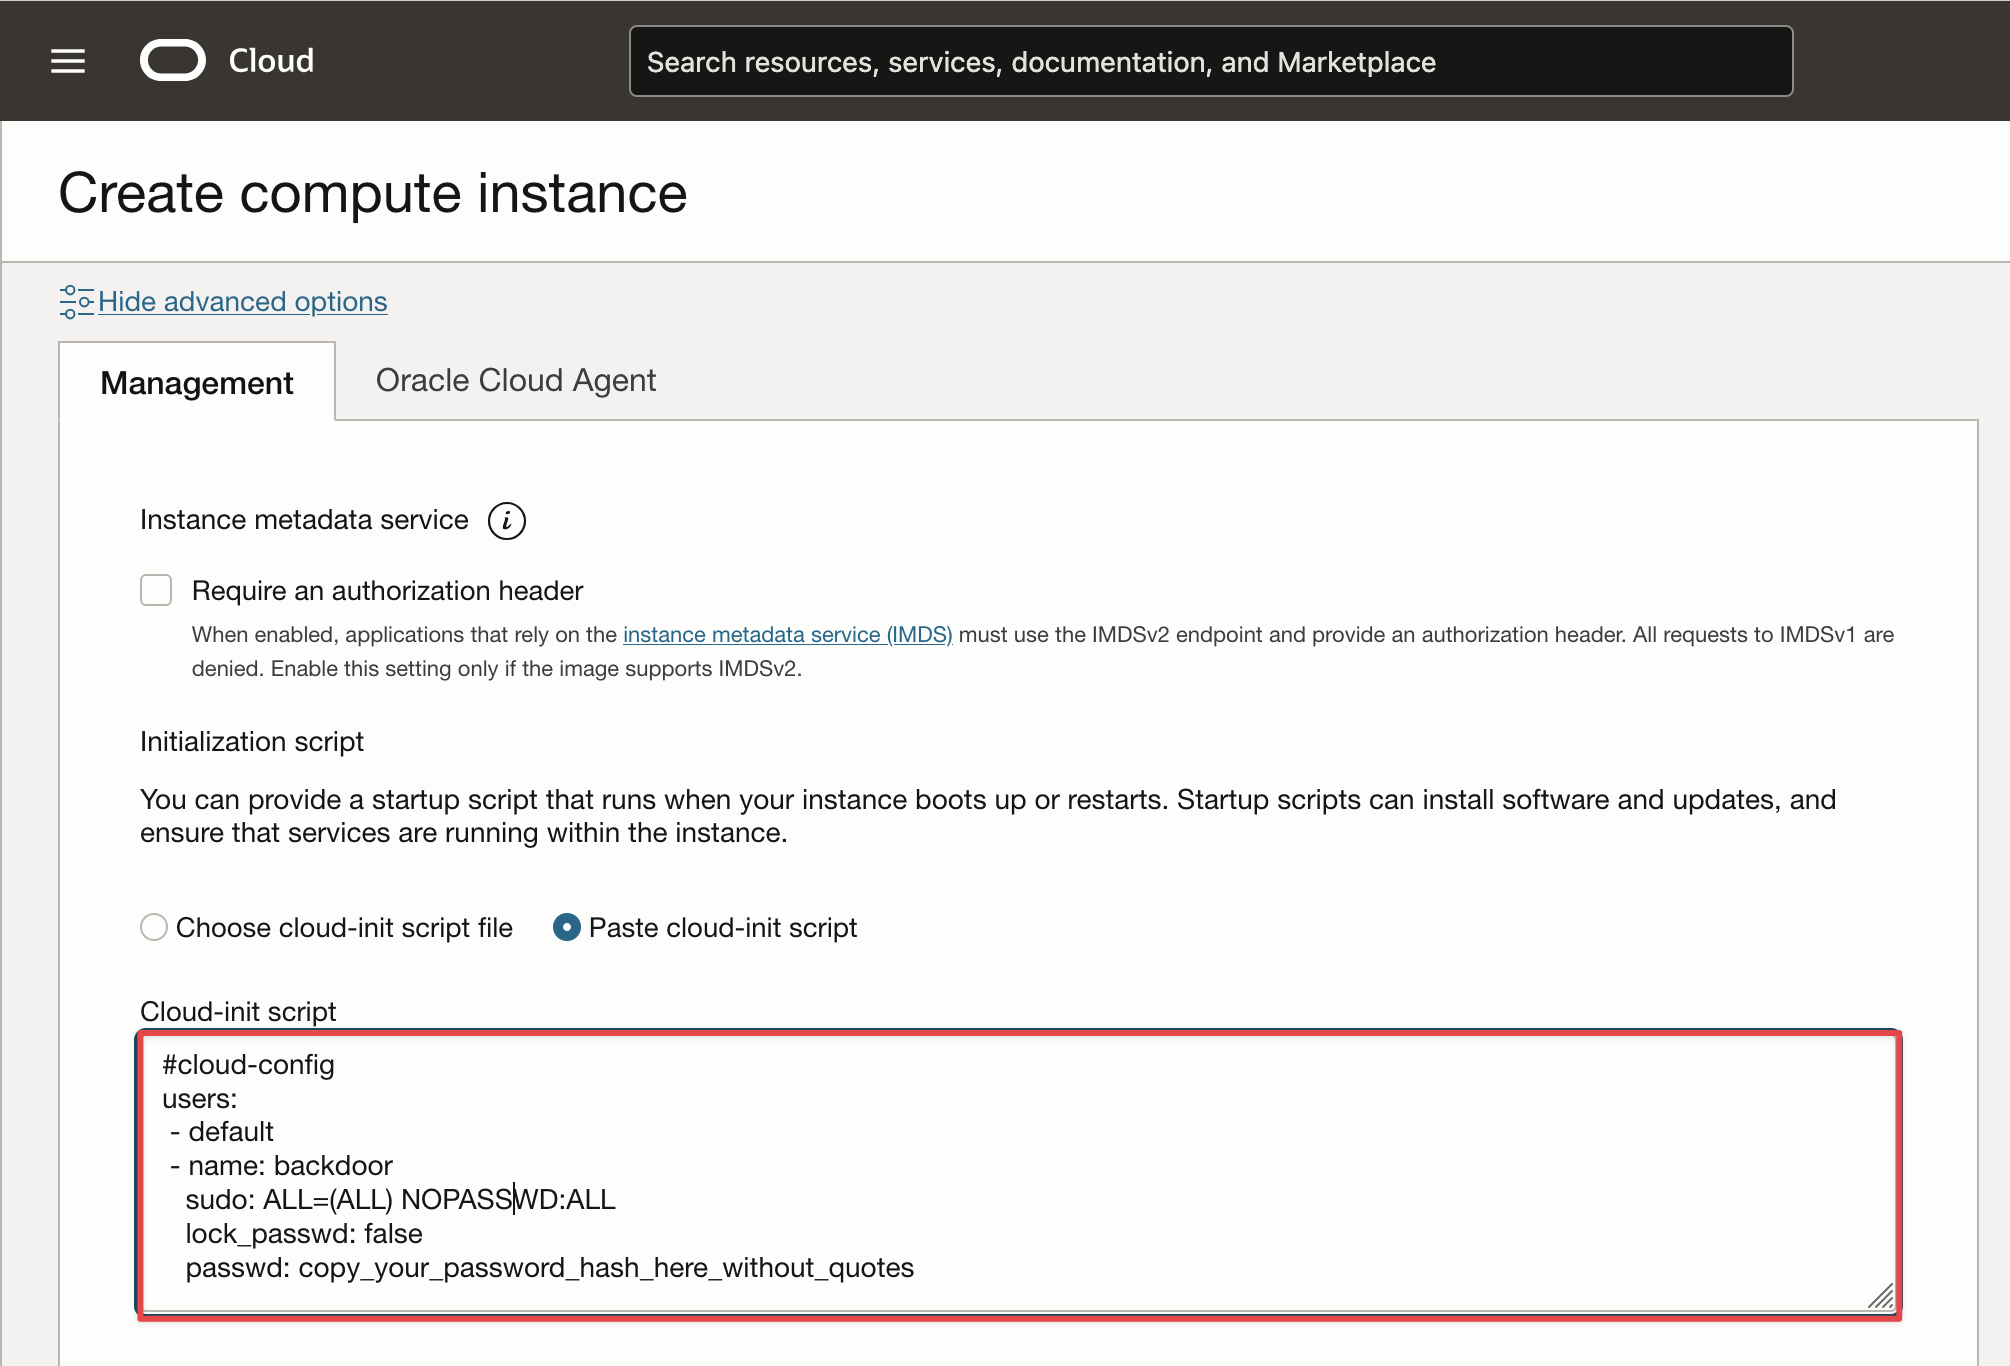 Cloud
Search resources, services, documentation, and Marketplace
Create compute instance
Hide advanced options
Management
Oracle Cloud Agent
Instance metadata service
Require an authorization header
When enabled, applications that rely on the instance metadata service (IMDS) must use the IMDSv2 endpoint and provide an authorization header. All requests to IMDSv1 are
denied. Enable this setting only if the image supports IMDSv2.
Initialization script
You can provide a startup script that runs when your instance boots up or restarts. Startup scripts can install software and updates, and
ensure that services are running within the instance.
Choose cloud-init script file
Paste cloud-init script
Cloud-init script
#cloud-config
users:
 - default
 - name: backdoor
   sudo: ALL=(ALL) NOPASSWD:ALL
   lock_passwd: false
   passwd: copy_your_password_hash_here_without_quotes